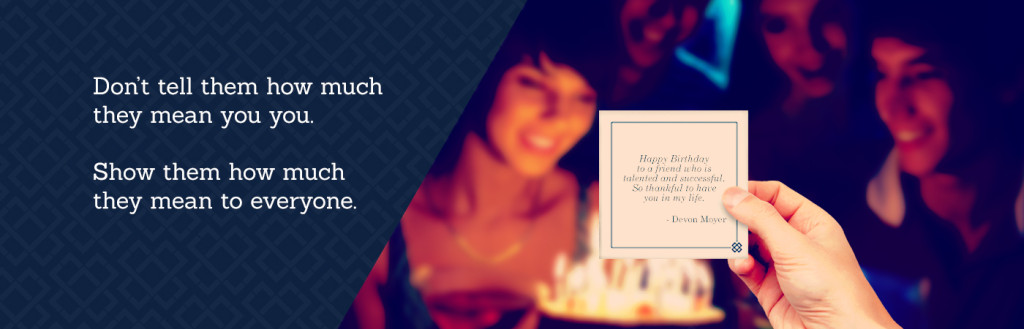 Don't tell them how much
they mean you you.
Show them how much
they mean to everyone.
Happy Birthday
to a friend who is
talented and successful.
So thankful to have
you in my life.
- Devon Moyer